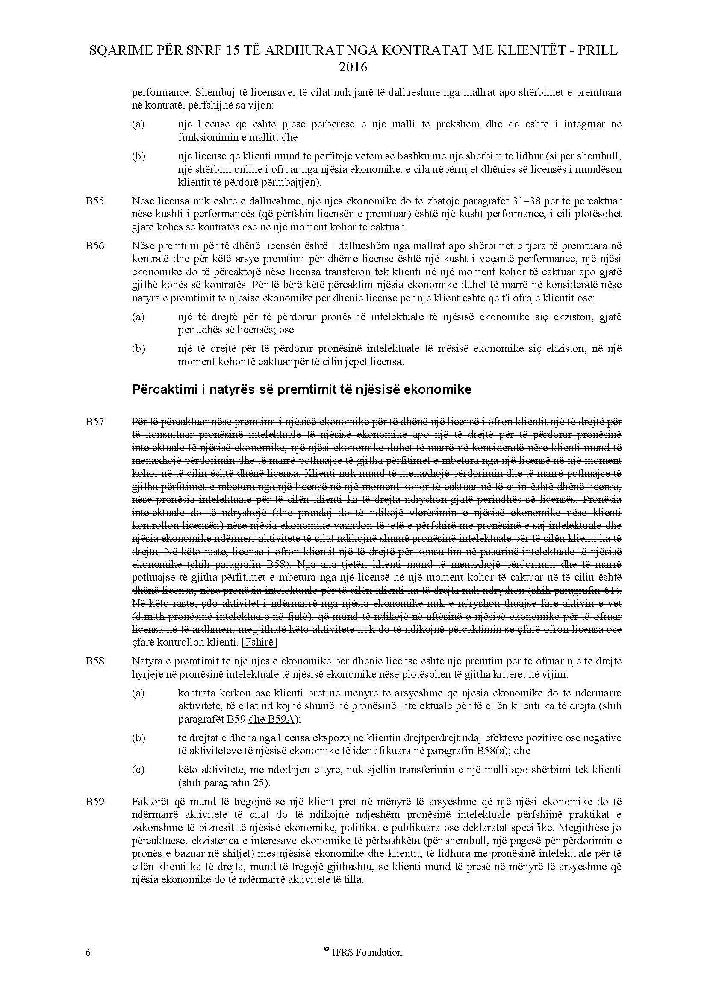 SQARIME PËR SNRF 15 TË ARDHURAT NGA KONTRATAT ME KLIENTËT - PRILL
2016
performance. Shembuj të licensave, të cilat nuk janë të dallueshme nga mallrat apo shërbimet e premtuara
në kontratë, përfshijnë sa vijon:
(a) një licensë që është pjesë përbërëse e një malli të prekshëm dhe që është i integruar në
funksionimin e mallit; dhe
(b) një licensë që klienti mund të përfitojë vetëm së bashku me një shërbim të lidhur (si për shembull,
një shërbim online i ofruar nga njësia ekonomike, e cila nëpërmjet dhënies së licensës i mundëson
klientit të përdorë përmbajtjen).
B55 Nëse licensa nuk është e dallueshme, një njes ekonomike do të zbatojë paragrafët 31–38 për të përcaktuar
nëse kushti i performancës (që përfshin licensën e premtuar) është një kusht performance, i cili plotësohet
gjatë kohës së kontratës ose në një moment kohor të caktuar.
B56 Nëse premtimi për të dhënë licensën është i dallueshëm nga mallrat apo shërbimet e tjera të premtuara në
kontratë dhe për këtë arsye premtimi për dhënie license është një kusht i veçantë performance, një njësi
ekonomike do të përcaktojë nëse licensa transferon tek klienti në një moment kohor të caktuar apo gjatë
gjithë kohës së kontratës. Për të bërë këtë përcaktim njësia ekonomike duhet të marrë në konsideratë nëse
natyra e premtimit të njësisë ekonomike për dhënie license për një klient është që t'i ofrojë klientit ose:
(a) një të drejtë për të përdorur pronësinë intelektuale të njësisë ekonomike siç ekziston, gjatë
periudhës së licensës; ose
(b) një të drejtë për të përdorur pronësinë intelektuale të njësisë ekonomike siç ekziston, në një
moment kohor të caktuar për të cilin jepet licensa.
Përcaktimi i natyrës së premtimit të njësisë ekonomike
B57 Për të përcaktuar nëse premtimi i njësisë ekonomike për të dhënë një licensë i ofron klientit një të drejtë për
të konsultuar pronësinë intelektuale të njësisë ekonomike apo një të drejtë për të përdorur pronësinë
intelektuale të njësisë ekonomike, një njësi ekonomike duhet të marrë në konsideratë nëse klienti mund të
menaxhojë përdorimin dhe të marrë pothuajse të gjitha përfitimet e mbetura nga një licensë në një moment
kohor në të cilin është dhënë licensa. Klienti nuk mund të menaxhojë përdorimin dhe të marrë pothuajse të
gjitha përfitimet e mbetura nga një licensë në një moment kohor të caktuar në të cilin është dhënë licensa,
nëse pronësia intelektuale për të cilën klienti ka të drejta ndryshon gjatë periudhës së licensës. Pronësia
intelektuale do të ndryshojë (dhe prandaj do të ndikojë vlerësimin e njësisë ekonomike nëse klienti
kontrollon licensën) nëse njësia ekonomike vazhdon të jetë e përfshirë me pronësinë e saj intelektuale dhe
njësia ekonomike ndërmerr aktivitete të cilat ndikojnë shumë pronësinë intelektuale për të cilën klienti ka të
drejta. Në këto raste, licensa i ofron klientit një të drejtë për konsultim në pasurinë intelektuale të njësisë
ekonomike (shih paragrafin B58). Nga ana tjetër, klienti mund të menaxhojë përdorimin dhe të marrë
pothuajse të gjitha përfitimet e mbetura nga një licensë në një moment kohor të caktuar në të cilin është
dhënë licensa, nëse pronësia intelektuale për të cilën klienti ka të drejta nuk ndryshon (shih paragrafin 61).
Në këto raste, çdo aktivitet i ndërmarrë nga njësia ekonomike nuk e ndryshon thuajse fare aktivin e vet
(d.m.th pronësinë intelektuale në fjalë), që mund të ndikojë në aftësinë e njësisë ekonomike për të ofruar
licensa në të ardhmen; megjithatë këto aktivitete nuk do të ndikojnë përcaktimin se çfarë ofron licensa ose
çfarë kontrollon klienti. [Fshirë]
B58 Natyra e premtimit të një njësie ekonomike për dhënie license është një premtim për të ofruar një të drejtë
hyrjeje në pronësinë intelektuale të njësisë ekonomike nëse plotësohen të gjitha kriteret në vijim:
(a) kontrata kërkon ose klienti pret në mënyrë të arsyeshme që njësia ekonomike do të ndërmarrë
aktivitete, të cilat ndikojnë shumë në pronësinë intelektuale për të cilën klienti ka të drejta (shih
paragrafët B59 dhe B59A);
(b) të drejtat e dhëna nga licensa ekspozojnë klientin drejtpërdrejt ndaj efekteve pozitive ose negative
të aktiviteteve të njësisë ekonomike të identifikuara në paragrafin B58(a); dhe
(c) këto aktivitete, me ndodhjen e tyre, nuk sjellin transferimin e një malli apo shërbimi tek klienti
(shih paragrafin 25).
B59 Faktorët që mund të tregojnë se një klient pret në mënyrë të arsyeshme që një njësi ekonomike do të
ndërmarrë aktivitete të cilat do të ndikojnë ndjeshëm pronësinë intelektuale përfshijnë praktikat e
zakonshme të biznesit të njësisë ekonomike, politikat e publikuara ose deklaratat specifike. Megjithëse jo
përcaktuese, ekzistenca e interesave ekonomike të përbashkëta (për shembull, një pagesë për përdorimin e
pronës e bazuar në shitjet) mes njësisë ekonomike dhe klientit, të lidhura me pronësinë intelektuale për të
cilën klienti ka të drejta, mund të tregojë gjithashtu, se klienti mund të presë në mënyrë të arsyeshme që
njësia ekonomike do të ndërmarrë aktivitete të tilla.
6 © IFRS Foundation